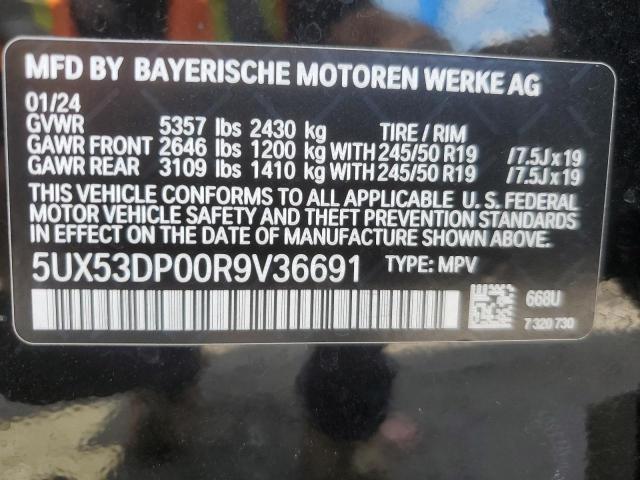 MFD BY BAYERISCHE MOTOREN WERKE AG
01/24
GVWR 5357 lbs 2430 kg TIRE / RIM
GAWR FRONT 2646 lbs 1200 kg WITH 245/50 R19 /7.5J x 19
GAWR REAR 3109 lbs 1410 kg WITH 245/50 R19 /7.5J x 19
THIS VEHICLE CONFORMS TO ALL APPLICABLE U. S. FEDERAL
MOTOR VEHICLE SAFETY AND THEFT PREVENTION STANDARDS
IN EFFECT ON THE DATE OF MANUFACTURE SHOWN ABOVE.
5UX53DP00R9V36691 TYPE: MPV
668U
7 320 730